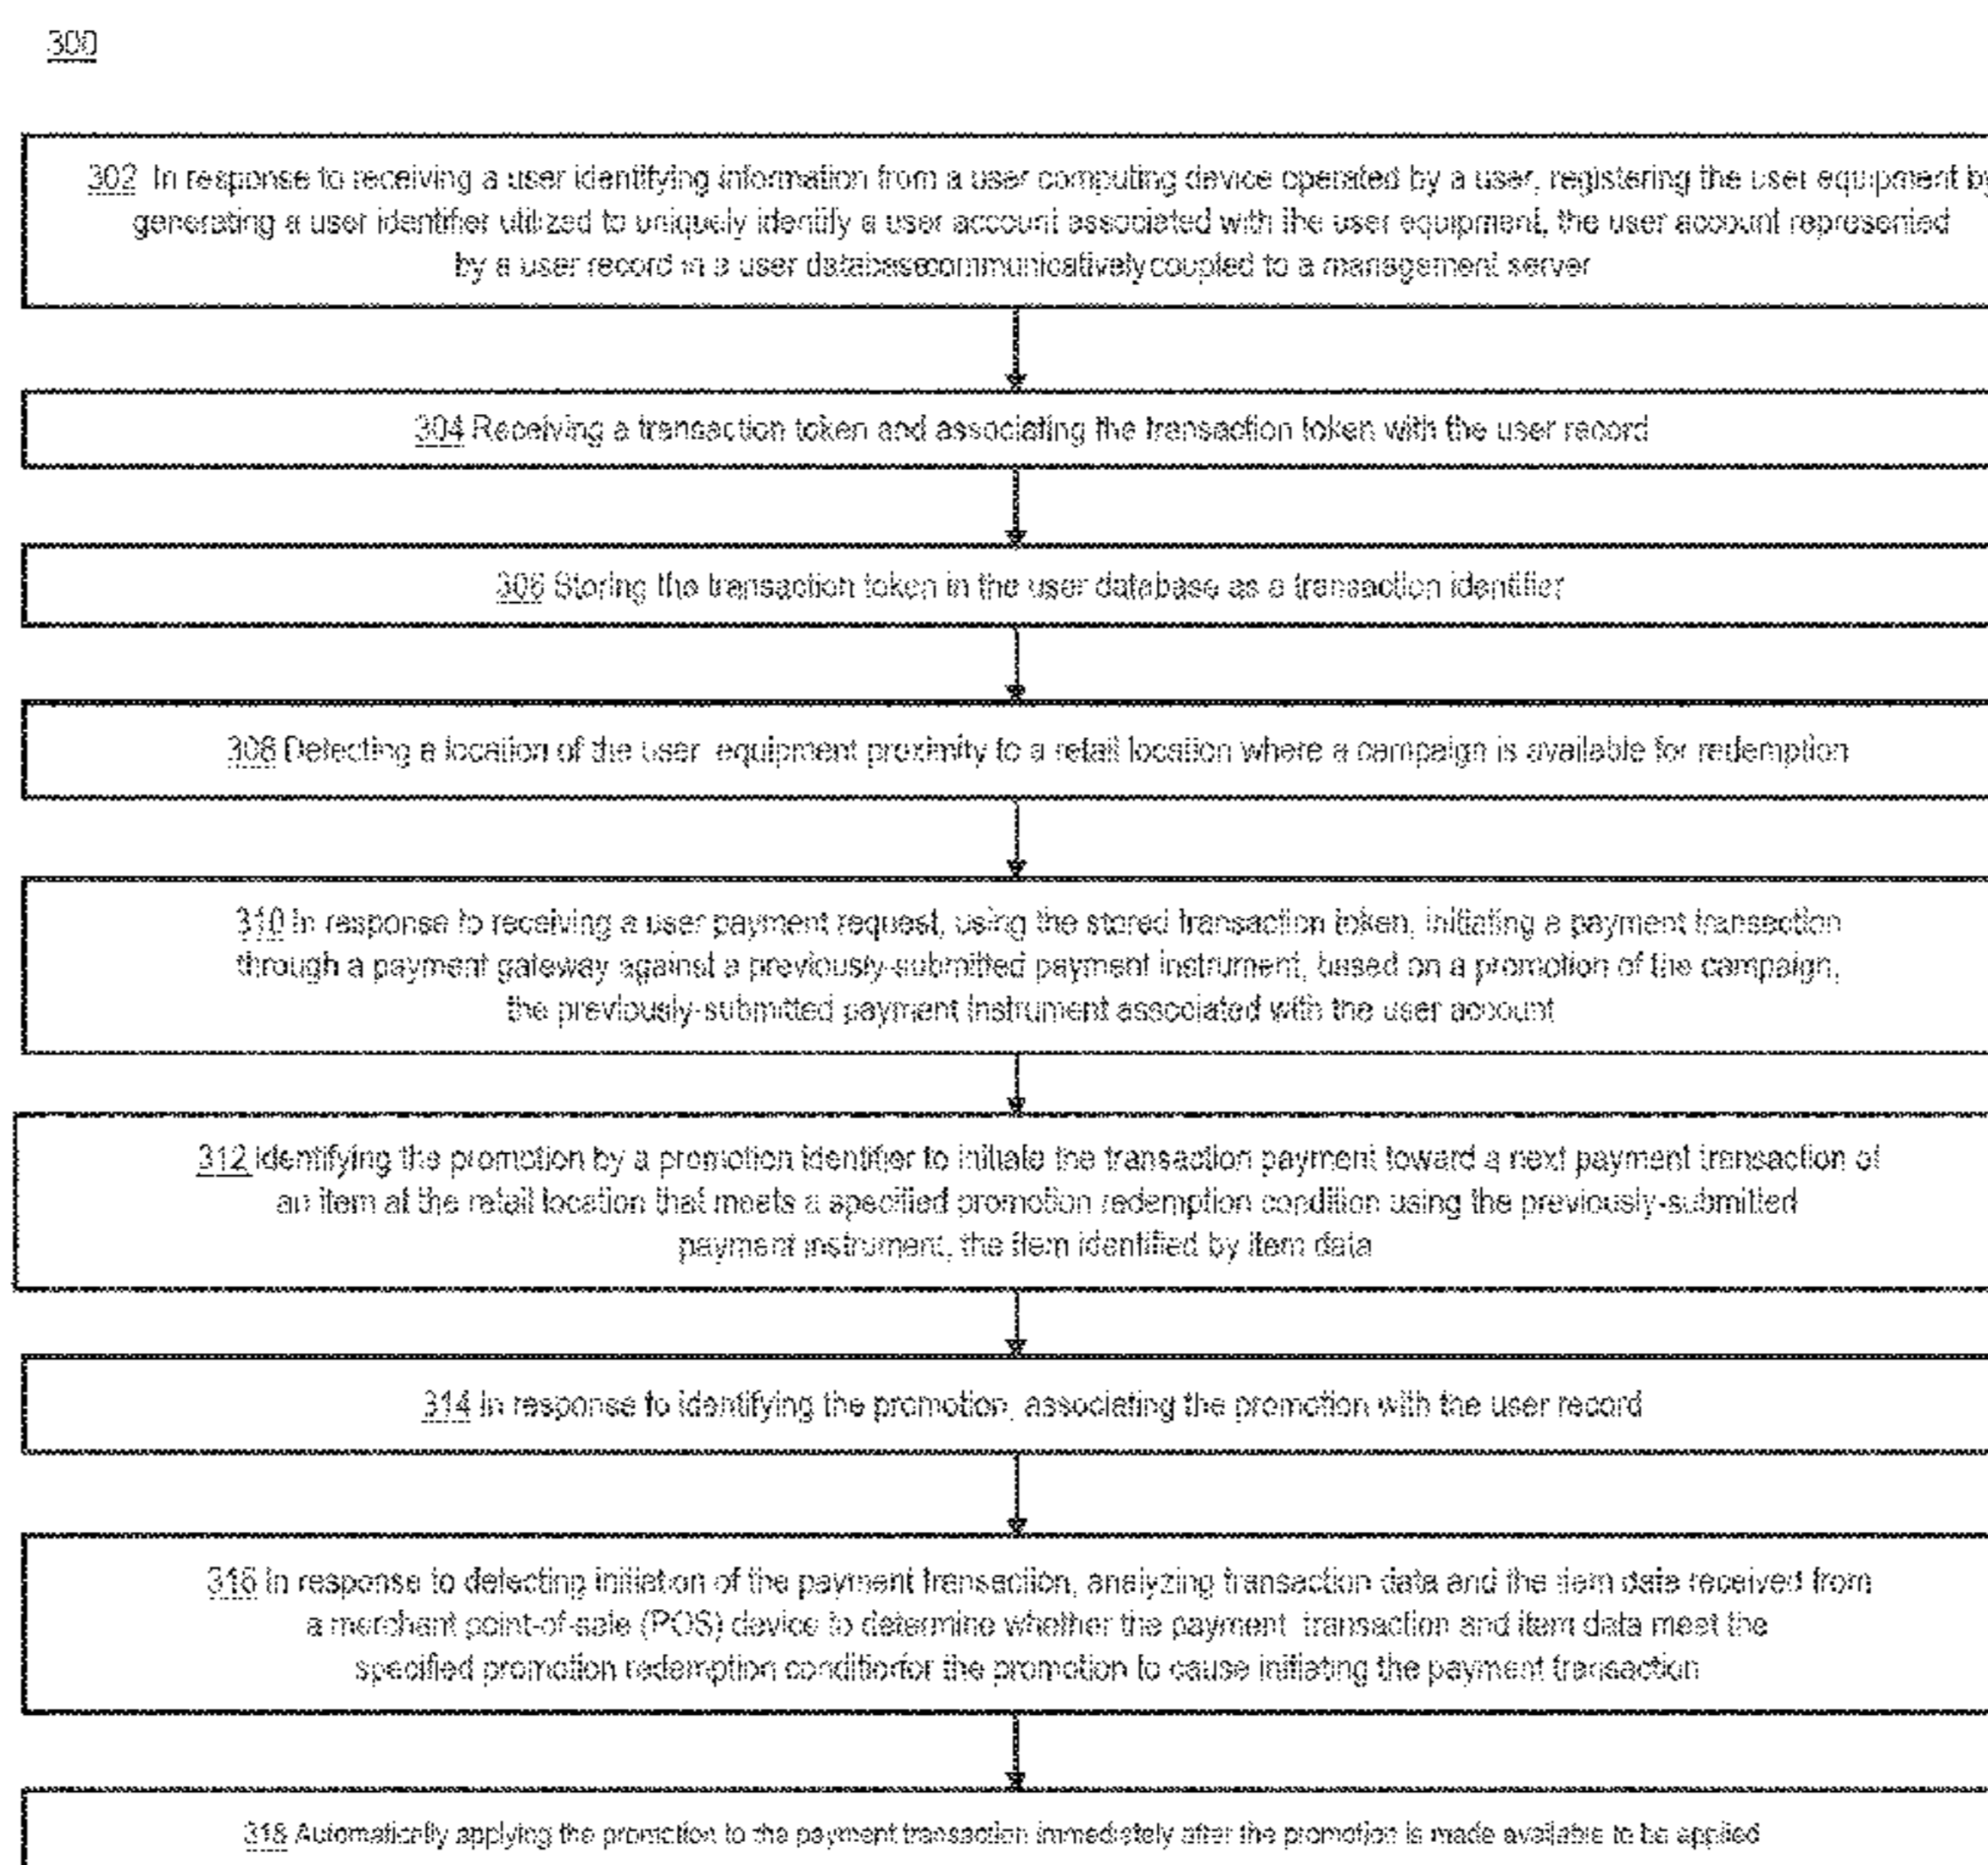 300
302 In response to receiving a user identifying information from a user computing device operated by a user, registering the user equipment by
generating a user identifier utilized to uniquely identify a user account associated with the user equipment, the user account represented
by a user record in a user databasecommunicatively coupled to a management server
304 Receiving a transaction token and associating the transaction token with the user record
306 Storing the transaction token in the user database as a transaction identifier
308 Detecting a location of the user equipment proximity to a retail location where a campaign is available for redemption
310 In response to receiving a user payment request, using the stored transaction token, initiating a payment transaction
through a payment gateway against a previously-submitted payment instrument, based on a promotion of the campaign,
the previously-submitted payment instrument associated with the user account
312 Identifying the promotion by a promotion identifier to initiate the transaction payment toward a next payment transaction of
an item at the retail location that meets a specified promotion redemption condition using the previously-submitted
payment instrument, the item identified by item data
314 In response to identifying the promotion, associating the promotion with the user record
316 In response to detecting initiation of the payment transaction, analyzing transaction data and the item data received from
a merchant point-of-sale (POS) device to determine whether the payment transaction and item data meet the
specified promotion redemption conditionfor the promotion to cause initiating the payment transaction
318 Automatically applying the promotion to the payment transaction immediately after the promotion is made available to be applied